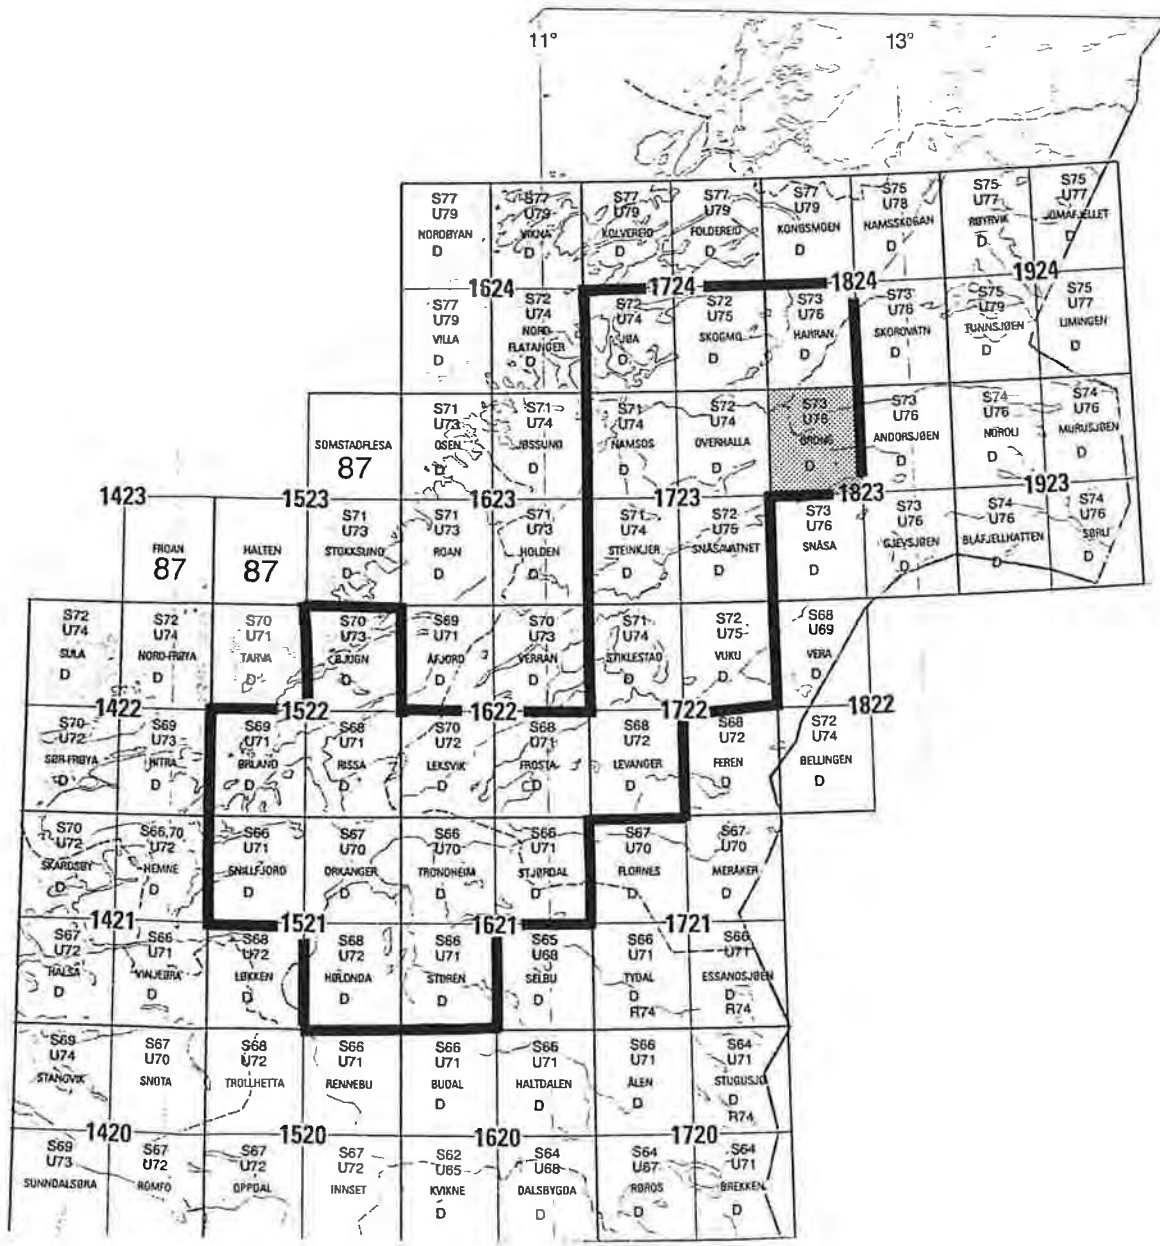 11° 13°
S77 S77 S77 S77 S77 S75 S75 S75
U79 U79 U79 U79 U79 U78 U77 U77
NORDØYAN VIKNA KOLVEREID FOLDEREID KONGSMOEN NAMSSKOGAN RØYRVIK JOMAFJELLET
D D D D D D D D
1624 1724 1824 1924
S77 S72 S72 S72 S73 S73 S75 S75
U79 U74 U74 U75 U76 U76 U79 U77
VILLA NORD- JØA SKOGMO HARRAN SKOROVATN TUNNSJØEN LIMINGEN
FLATANGER
D D D D D D D D
S71 S71 S71 S72 S73 S73 S74 S74
U73 U74 U74 U74 U76 U76 U76 U76
SOMSTADFLESA OSEN JØSSUND NAMSOS OVERHALLA GRONG ANDORSJØEN NORDLI MURUSJØEN
87 D D D D D D D D
1423 1523 1623 1723 1823 1923
S71 S71 S71 S71 S72 S73 S73 S74 S74
U73 U73 U73 U74 U75 U76 U76 U76 U76
FROAN HALTEN STOKKSUND ROAN HOLDEN STEINKJER SNÅSAVATNET SNÅSA GJEVSJØEN BLÅFJELLHATTEN SØRLI
87 87 D D D D D D D D D
S72 S72 S70 S70 S69 S70 S71 S72 S68
U74 U74 U71 U73 U71 U73 U74 U75 U69
SULA NORD-FRØYA TARVA BJUGN ÅFJORD VERRAN STIKLESTAD VUKU VERA
D D D D D D D D D
1422 1522 1622 1722 1822
S70 S69 S69 S68 S70 S68 S68 S68 S72
U72 U73 U71 U71 U72 U71 U72 U72 U74
SØR-FRØYA HITRA ØRLAND RISSA LEKSVIK FROSTA LEVANGER FEREN BELLINGEN
D D D D D D D D D
S70 S66,70 S66 S67 S66 S66 S67 S67
U72 U72 U71 U70 U70 U71 U70 U70
SKARDSØY HEMNE SNILLFJORD ORKANGER TRONDHEIM STJØRDAL FLORNES MERÅKER
D D D D D D D D
1421 1521 1621 1721
S67 S66 S68 S68 S66 S65 S66 S66
U72 U71 U72 U72 U71 U68 U71 U71
HALSA VINJEØRA LØKKEN HØLONDA STØREN SELBU TYDAL ESSANDSJØEN
D D D D D D D D
R74 R74
S69 S67 S68 S66 S66 S66 S66 S64
U74 U70 U72 U71 U71 U71 U71 U71
STANGVIK SNOTA TROLLHETTA RENNEBU BUDAL HALTDALEN ÅLEN STUGUSJØ
D D D D
R74
1420 1520 1620 1720
S69 S67 S67 S67 S62 S64 S64 S64
U73 U72 U72 U72 U65 U68 U67 U71
SUNNDALSØRA ROMFO OPPDAL INNSET KVIKNE DALSBYGDA RØROS BREKKEN
D D D D